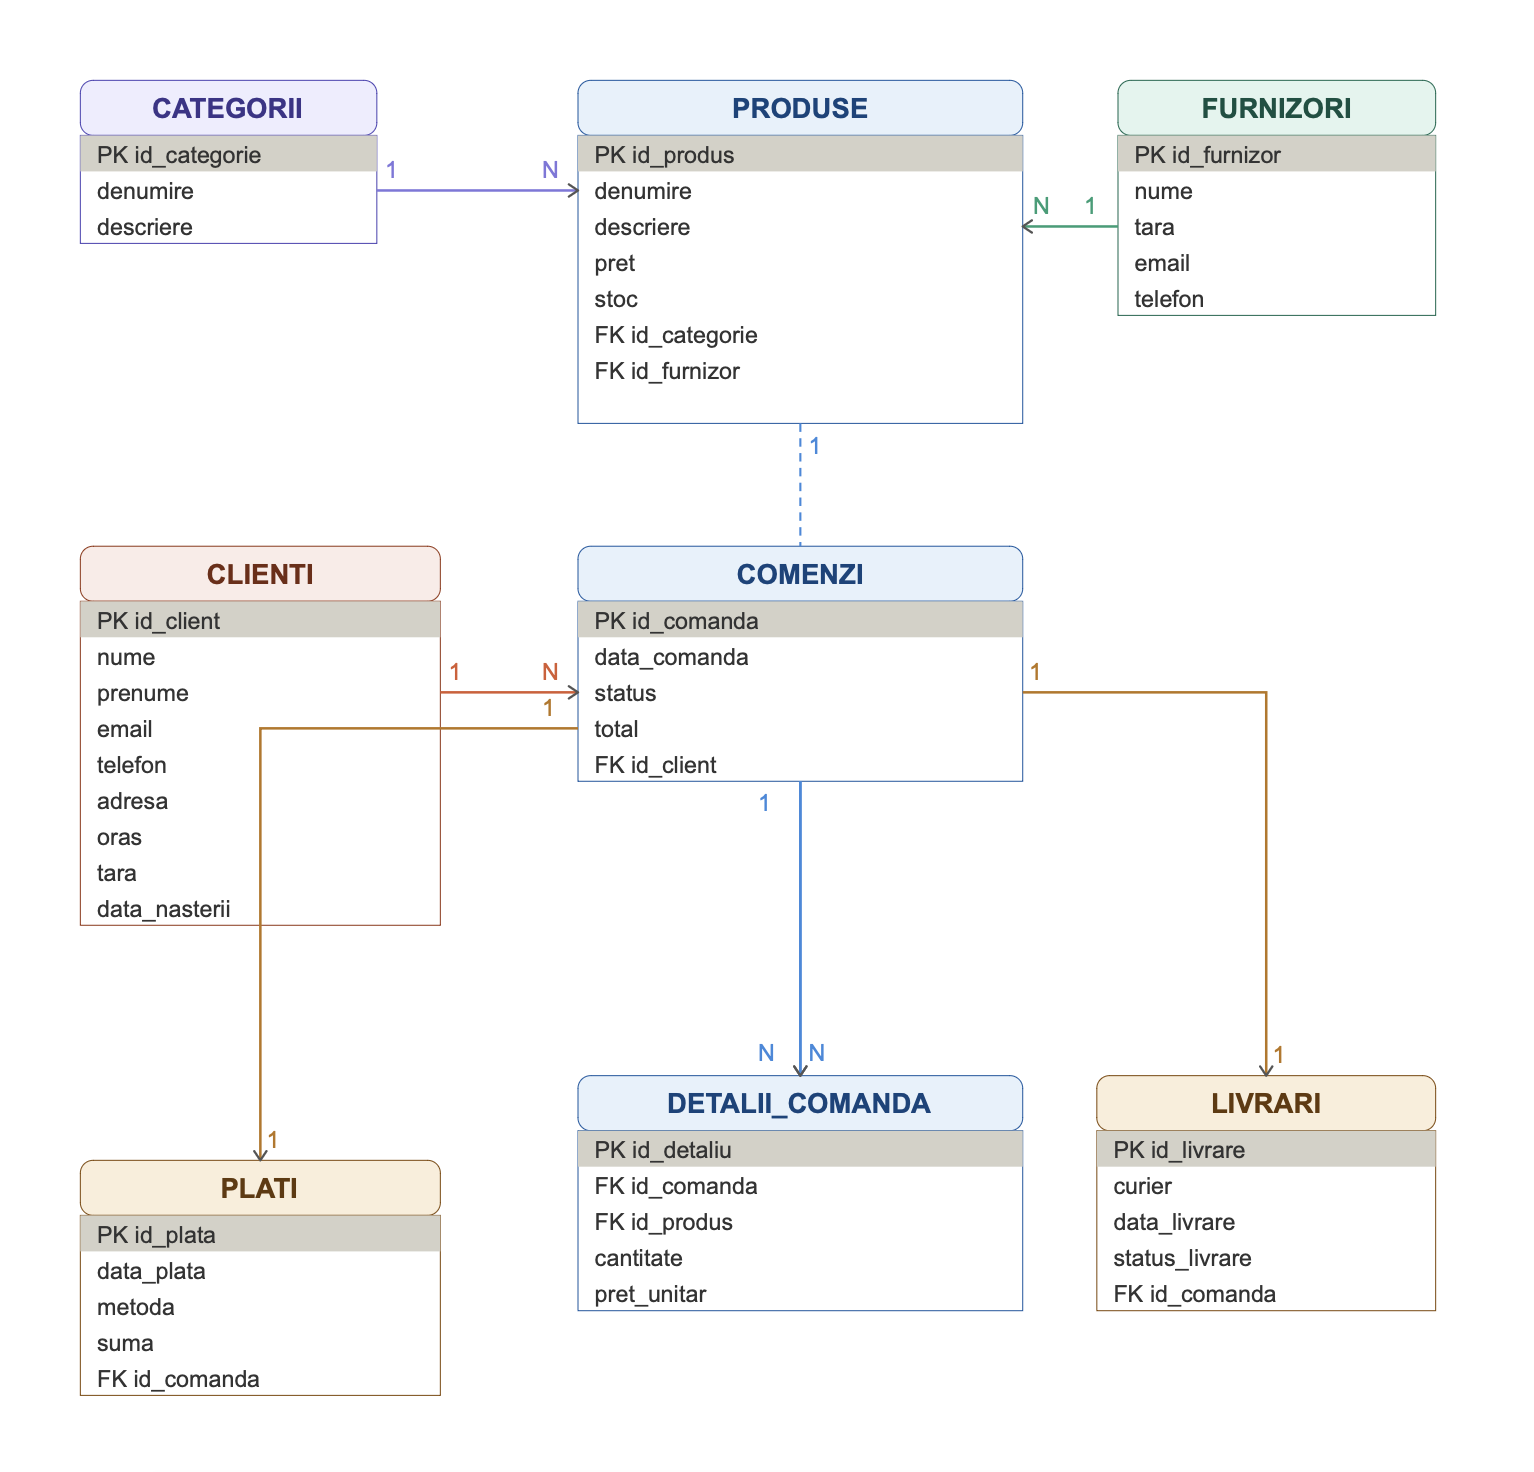 CATEGORII
PK id_categorie
denumire
descriere
1
N
PRODUSE
PK id_produs
denumire
descriere
pret
stoc
FK id_categorie
FK id_furnizor
N
1
FURNIZORI
PK id_furnizor
nume
tara
email
telefon
1
CLIENTI
PK id_client
nume
prenume
email
telefon
adresa
oras
tara
data_nasterii
1
N
1
COMENZI
PK id_comanda
data_comanda
status
total
FK id_client
1
1
N
N
1
1
PLATI
PK id_plata
data_plata
metoda
suma
FK id_comanda
DETALII_COMANDA
PK id_detaliu
FK id_comanda
FK id_produs
cantitate
pret_unitar
LIVRARI
PK id_livrare
curier
data_livrare
status_livrare
FK id_comanda